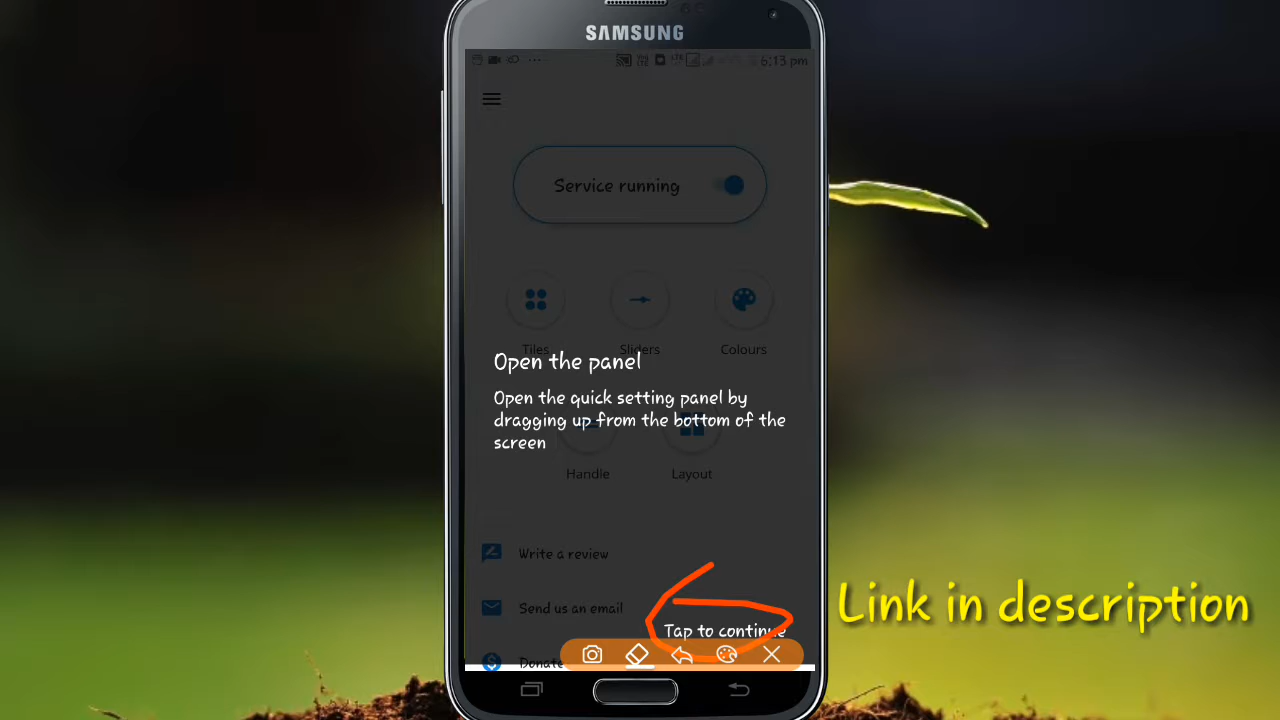 SAMSUNG
6:13 pm
Service running
Tiles
Sliders
Colours
Open the panel
Open the quick setting panel by
dragging up from the bottom of the
screen
Handle
Layout
Write a review
Send us an email
Tap to continue
Donate
Link in description